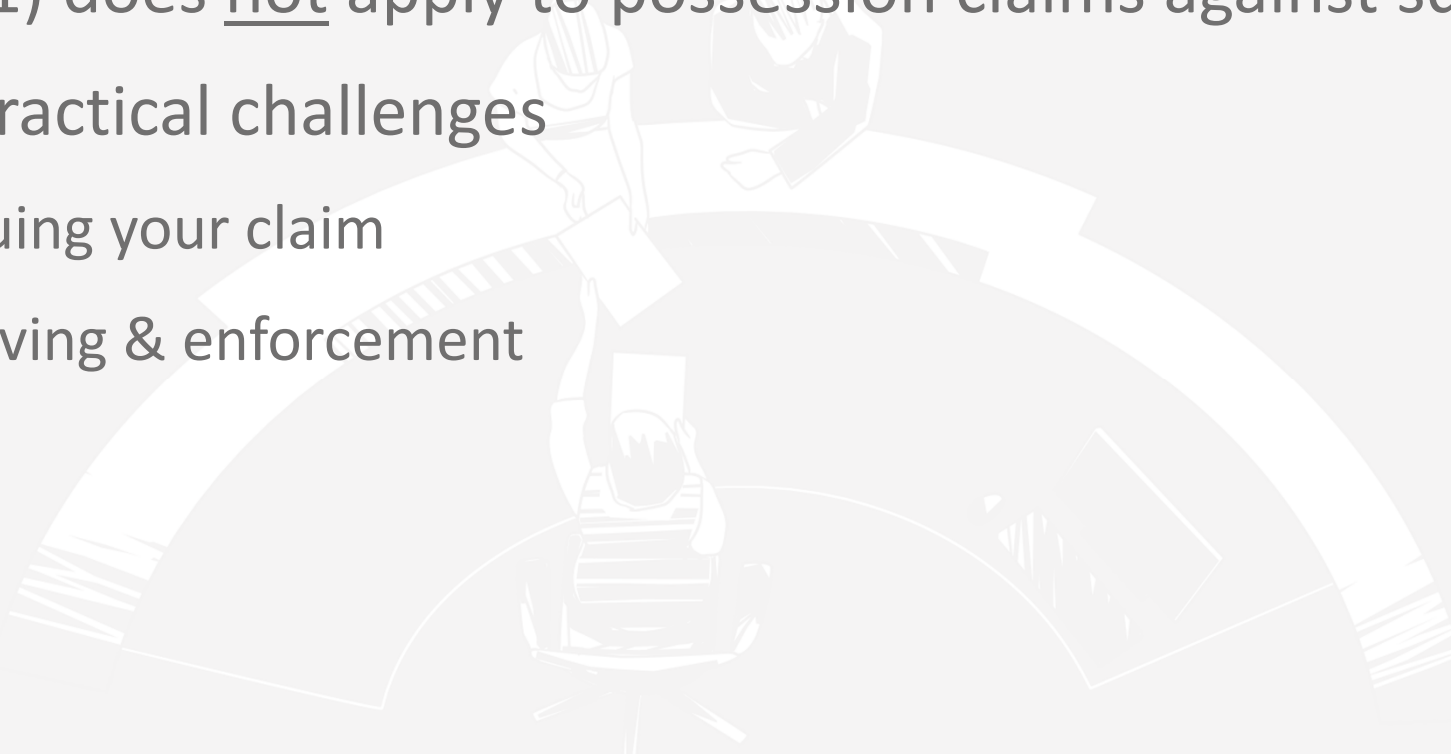 1) does not apply to possession claims against
ractical challenges
uing your claim
ving & enforcement